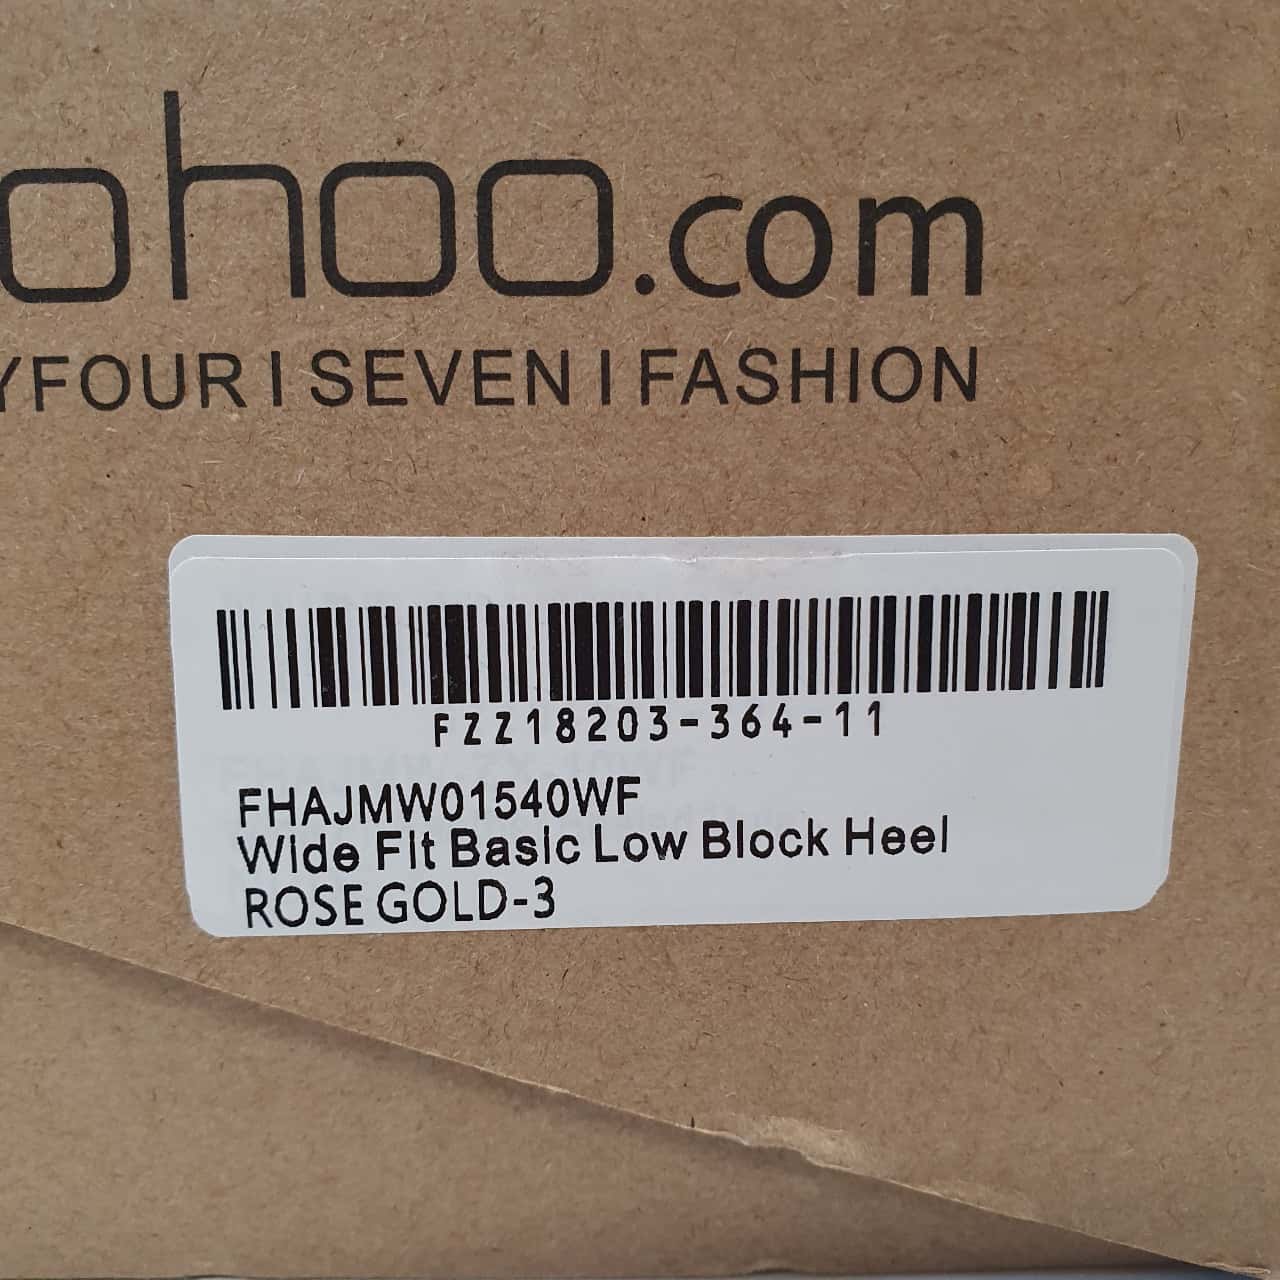 ohoo.com
YFOUR | SEVEN | FASHION
FZZ18203-364-11
FHAJMW01540WF
Wide Fit Basic Low Block Heel
ROSE GOLD-3